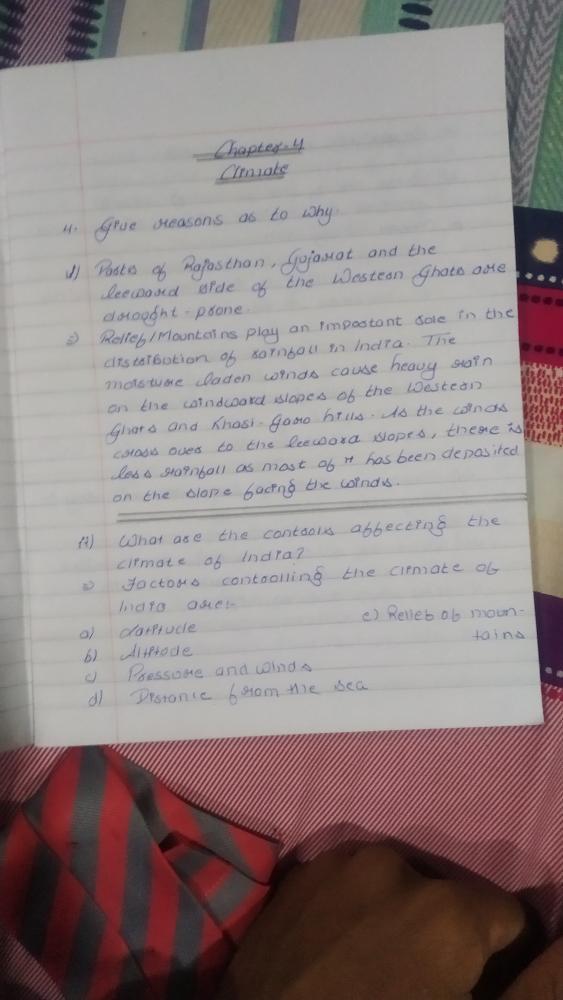 Chapter-4
Climate
4. Give reasons as to why.
d) Parts of Rajasthan, Gujarat and the
leeward side of the Western Ghats are
drought-prone.
Relief/Mountains play an important role in the
distribution of rainfall in India. The
moisture laden winds cause heavy rain
on the windward slopes of the Western
Ghats and Khasi-Garo hills. As the winds
cross over to the leeward slopes, there is
less rainfall as most of it has been deposited
on the slope facing the winds.
What are the controls affecting the
climate of India?
Factors controlling the climate of
India are:-
a) Latitude
e) Relief of moun-
tains
b) Altitude
c) Pressure and winds
d) Distance from the sea